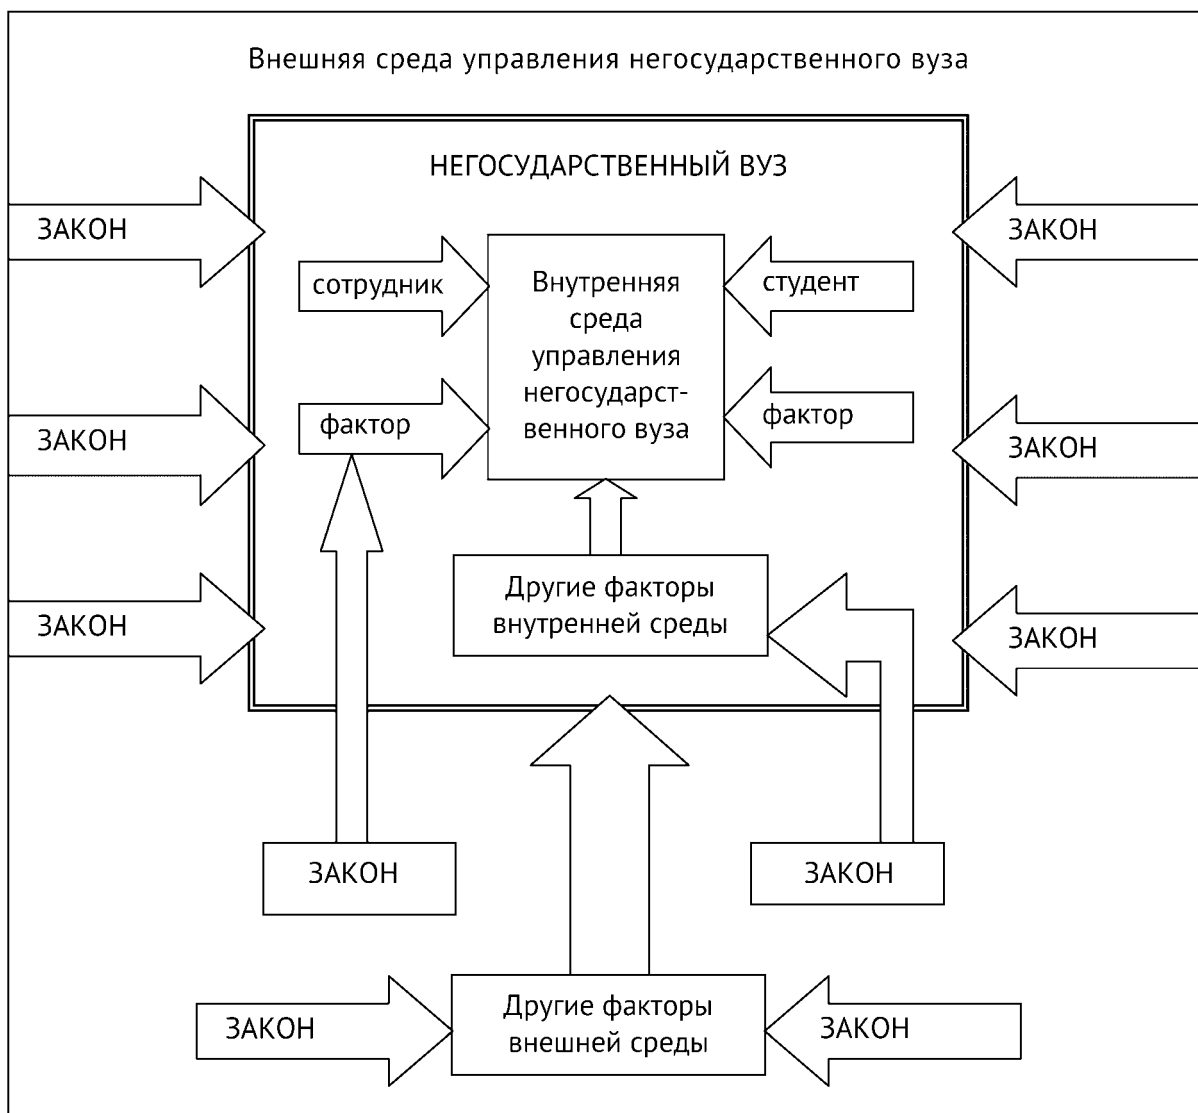 Внешняя среда управления негосударственного вуза
НЕГОСУДАРСТВЕННЫЙ ВУЗ
ЗАКОН
ЗАКОН
сотрудник
Внутренняя
среда
управления
негосударст-
венного вуза
студент
фактор
фактор
ЗАКОН
ЗАКОН
Другие факторы
внутренней среды
ЗАКОН
ЗАКОН
ЗАКОН
ЗАКОН
ЗАКОН
Другие факторы
внешней среды
ЗАКОН